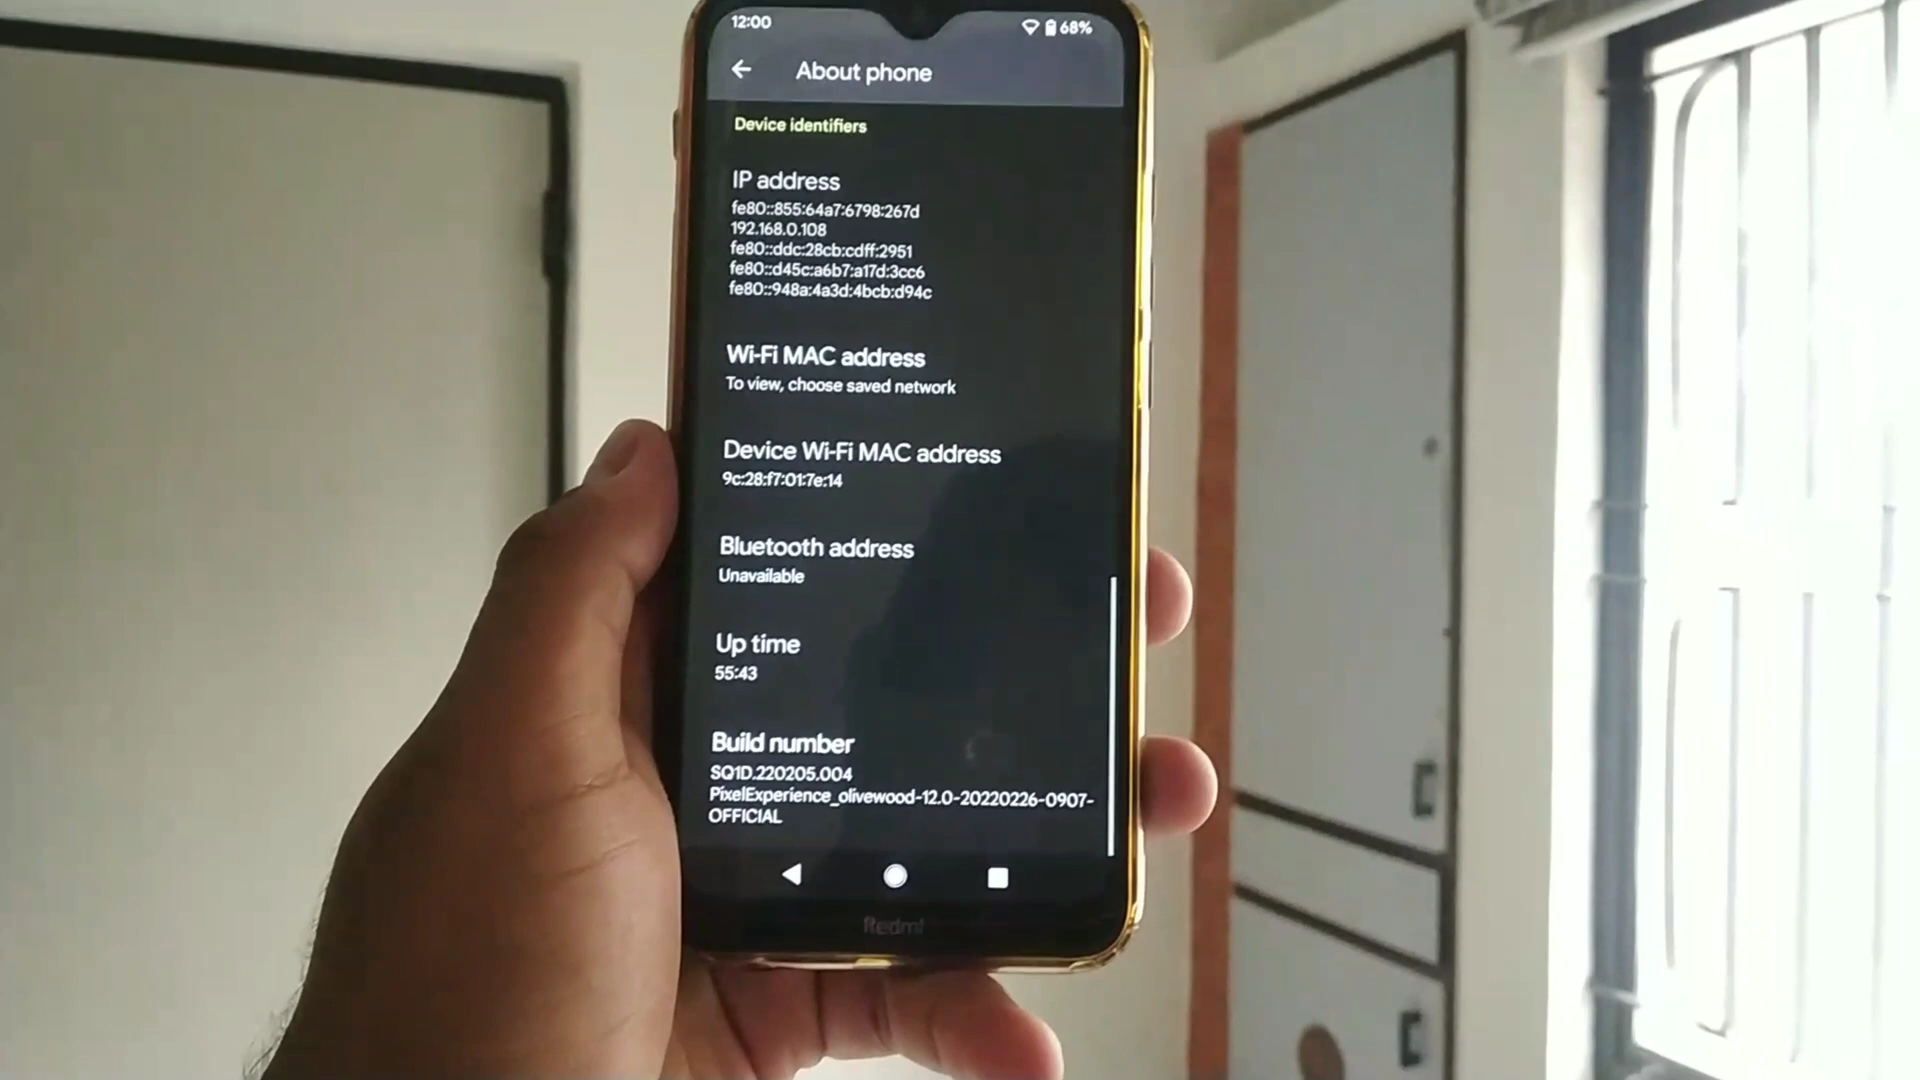 12:00
68%
About phone
Device identifiers
IP address
fe80::855:64a7:6798:267d
192.168.0.108
fe80::ddc:28cb:cdff:2951
fe80::d45c:a6b7:a17d:3cc6
fe80::948a:4a3d:4bcb:d94c
Wi-Fi MAC address
To view, choose saved network
Device Wi-Fi MAC address
9c:28:f7:01:7e:14
Bluetooth address
Unavailable
Up time
55:43
Build number
SQ1D.220205.004
PixelExperience_olivewood-12.0-20220226-0907-
OFFICIAL
Redmi